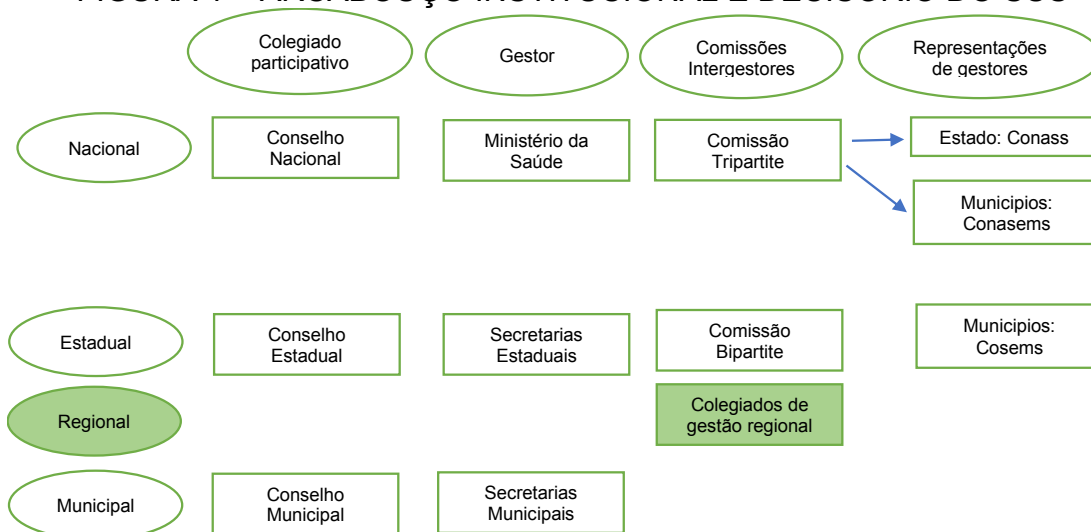 Colegiado
participativo
Gestor
Comissões
Intergestores
Representações
de gestores
Nacional
Conselho
Nacional
Ministério da
Saúde
Comissão
Tripartite
Estado: Conass
Municipios:
Conasems
Estadual
Conselho
Estadual
Secretarias
Estaduais
Comissão
Bipartite
Municipios:
Cosems
Regional
Colegiados de
gestão regional
Municipal
Conselho
Municipal
Secretarias
Municipais